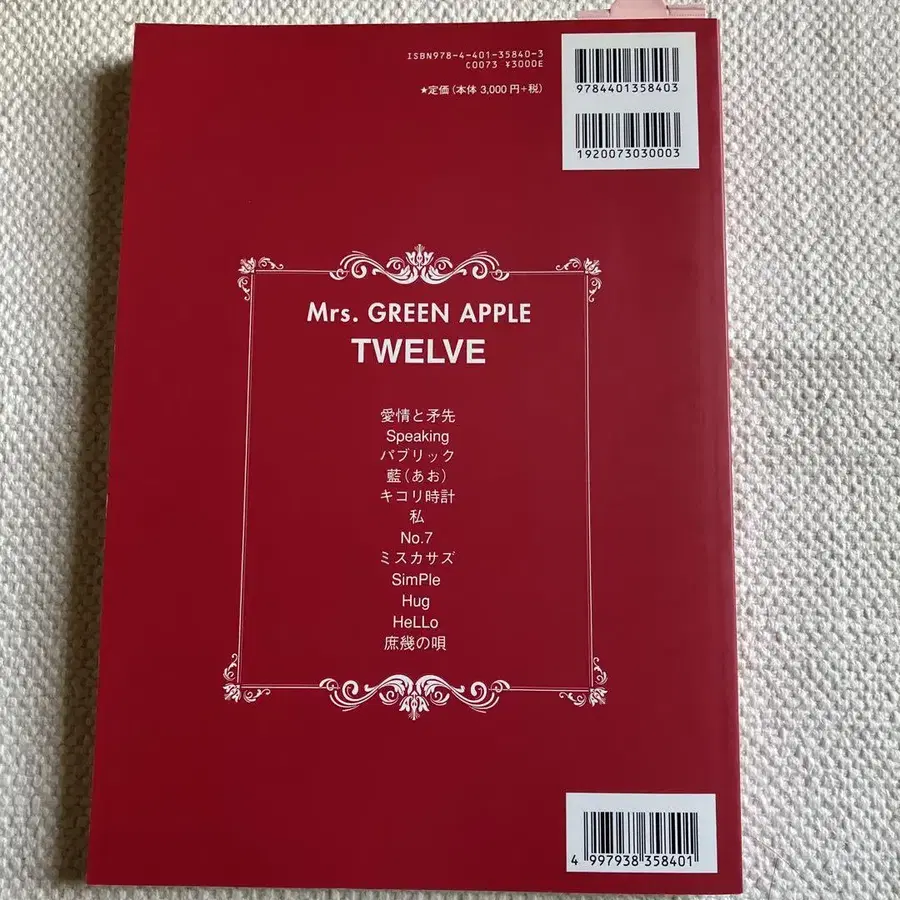 ISBN978-4-401-35840-3
C0073 ¥3000E
★定価(本体 3,000円+税)
9784401358403
1920073030003
Mrs. GREEN APPLE
TWELVE
愛情と矛先
Speaking
パブリック
藍(あお)
キコリ時計
私
No.7
ミスカサズ
SimPle
Hug
HeLLo
庶幾の唄
4 997938 358401